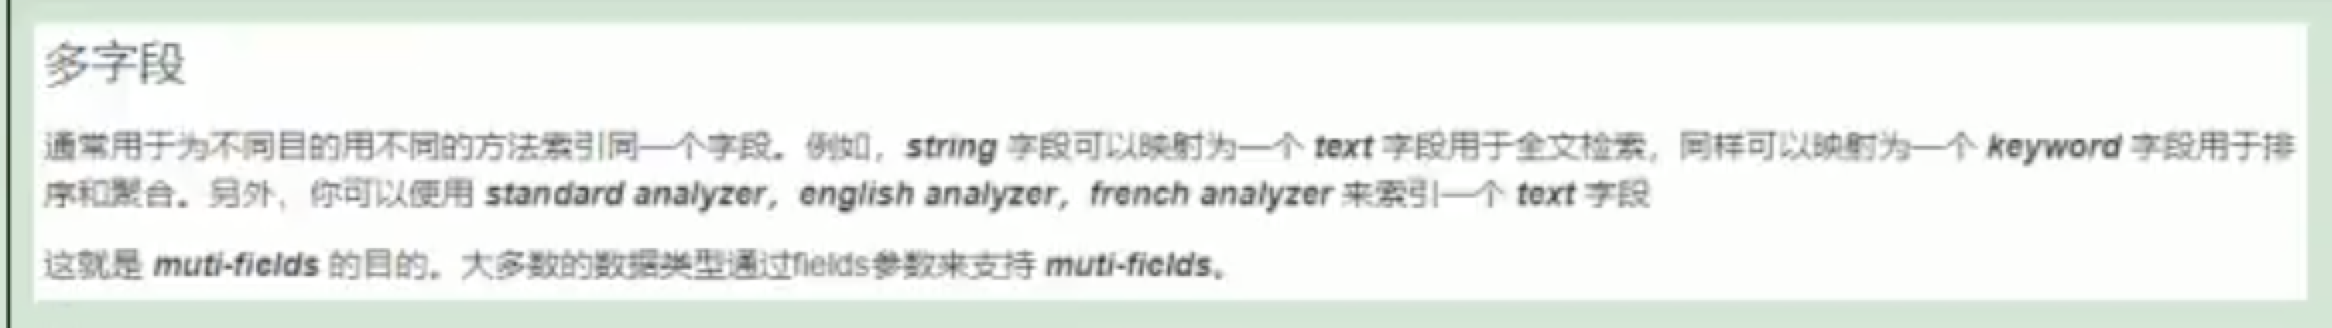 多字段
通常用于为不同目的用不同的方法索引同一个字段。例如，string 字段可以映射为一个 text 字段用于全文检索，同样可以映射为一个 keyword 字段用于排
序和聚合。另外，你可以使用 standard analyzer，english analyzer，french analyzer 来索引一个 text 字段
这就是 muti-fields 的目的。大多数的数据类型通过fields参数来支持 muti-fields。